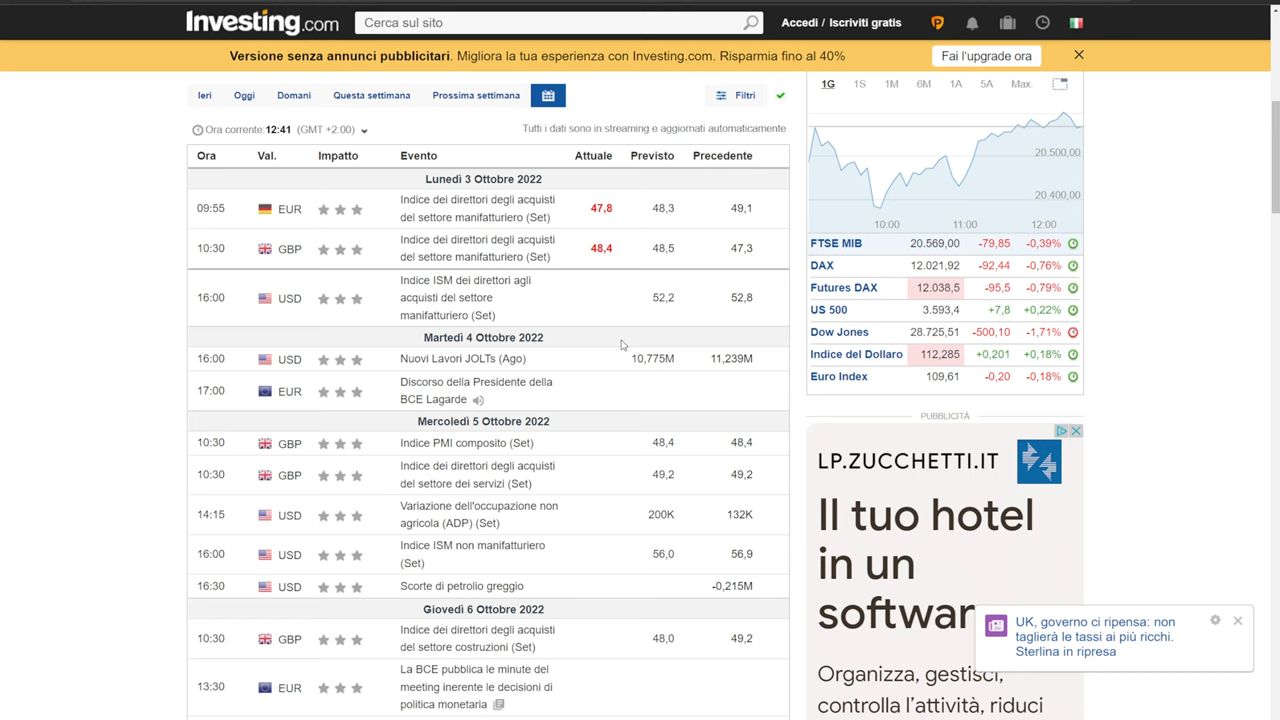 Investing.com Cerca sul sito Accedi / Iscriviti gratis
Versione senza annunci pubblicitari. Migliora la tua esperienza con Investing.com. Risparmia fino al 40% Fai l'upgrade ora
Ieri Oggi Domani Questa settimana Prossima settimana Filtri
Ora corrente:12:41 (GMT +2.00) Tutti i dati sono in streaming e aggiornati automaticamente
Ora Val. Impatto Evento Attuale Previsto Precedente
Lunedì 3 Ottobre 2022
09:55 EUR Indice dei direttori degli acquisti
del settore manifatturiero (Set) 47,8 48,3 49,1
10:30 GBP Indice dei direttori degli acquisti
del settore manifatturiero (Set) 48,4 48,5 47,3
16:00 USD Indice ISM dei direttori agli
acquisti del settore
manifatturiero (Set) 52,2 52,8
Martedì 4 Ottobre 2022
16:00 USD Nuovi Lavori JOLTs (Ago) 10,775M 11,239M
17:00 EUR Discorso della Presidente della
BCE Lagarde
Mercoledì 5 Ottobre 2022
10:30 GBP Indice PMI composito (Set) 48,4 48,4
10:30 GBP Indice dei direttori degli acquisti
del settore dei servizi (Set) 49,2 49,2
14:15 USD Variazione dell'occupazione non
agricola (ADP) (Set) 200K 132K
16:00 USD Indice ISM non manifatturiero
(Set) 56,0 56,9
16:30 USD Scorte di petrolio greggio -0,215M
Giovedì 6 Ottobre 2022
10:30 GBP Indice dei direttori degli acquisti
del settore costruzioni (Set) 48,0 49,2
13:30 EUR La BCE pubblica le minute del
meeting inerente le decisioni di
politica monetaria
1G 1S 1M 6M 1A 5A Max.
20.500,00
20.400,00
10:00 11:00 12:00
FTSE MIB 20.569,00 -79,85 -0,39%
DAX 12.021,92 -92,44 -0,76%
Futures DAX 12.038,5 -95,5 -0,79%
US 500 3.593,4 +7,8 +0,22%
Dow Jones 28.725,51 -500,10 -1,71%
Indice del Dollaro 112,285 +0,201 +0,18%
Euro Index 109,61 -0,20 -0,18%
PUBBLICITÀ
LP.ZUCCHETTI.IT
Il tuo hotel
in un
softwar
Organizza, gestisci,
controlla l'attività, riduci
UK, governo ci ripensa: non
taglierà le tassi ai più ricchi.
Sterlina in ripresa